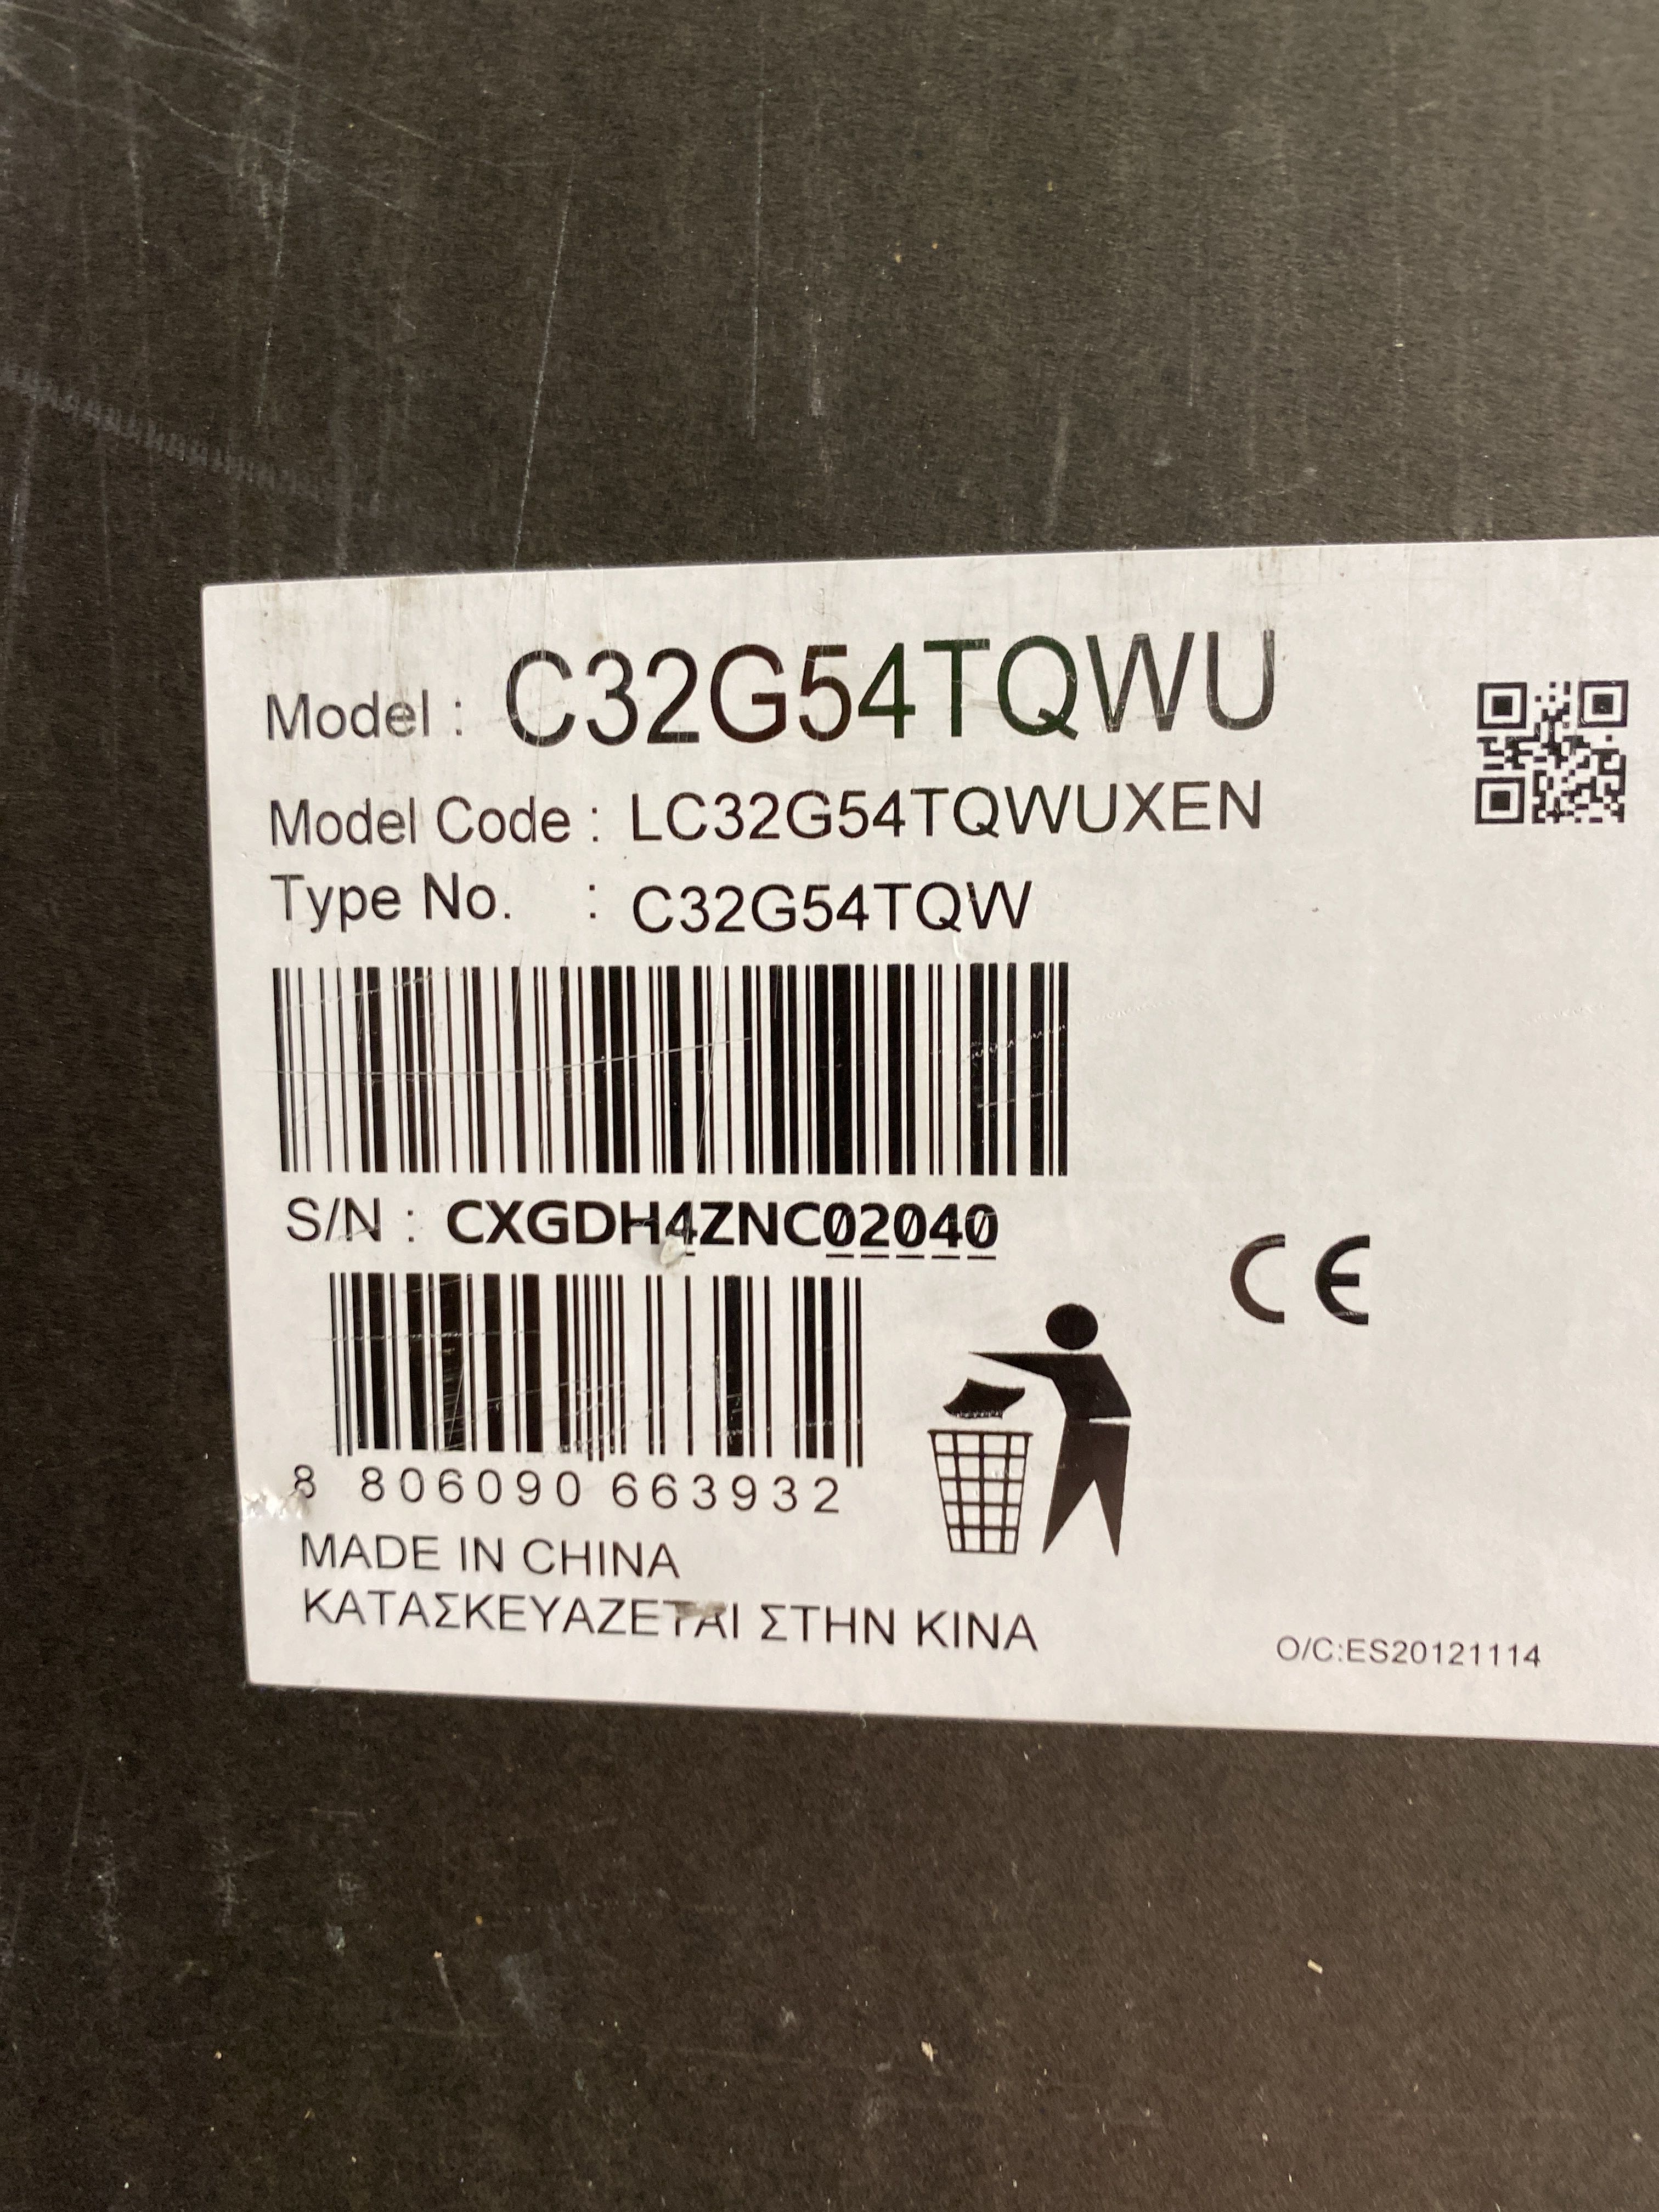 Model : C32G54TQWU
Model Code : LC32G54TQWUXEN
Type No. : C32G54TQW
S/N : CXGDH4ZNC02040
8 806090 663932
MADE IN CHINA
ΚΑΤΑΣΚΕΥΑΖΕΤΑΙ ΣΤΗΝ ΚΙΝΑ
CE
O/C:ES20121114